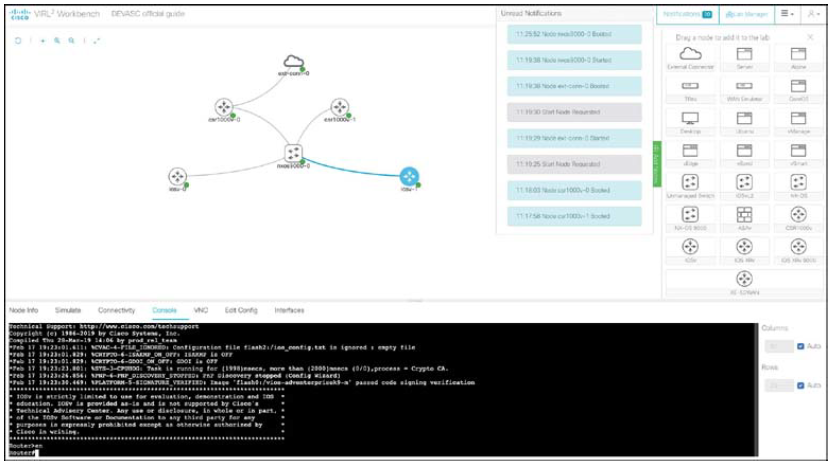 cisco VIRL² Workbench DEVASC official guide
Unread Notifications
Notifications
Lab Manager
11:25:52 Node nxos9000-0 Booted
11:19:38 Node nxos9000-0 Started
11:19:36 Node ext-conn-0 Booted
11:19:30 Start Node Requested
11:19:29 Node ext-conn-0 Started
11:19:25 Start Node Requested
11:18:03 Node csr1000v-0 Booted
11:17:58 Node csr1000v-1 Booted
Drag a node to add it to the lab
External Connector Server Alpine
TRex WAN Emulator CoreOS
Desktop Ubuntu vManage
vEdge vBond vSmart
Unmanaged Switch IOSvL2 NX-OS
NX-OS 9000 ASAv CSR1000v
IOSv IOS XRv IOS XRv 9000
XE-SDWAN
ext-conn-0
csr1000v-0
csr1000v-1
nxos9000-0
iosv-0
iosv-1
Node Info Simulate Connectivity Console VNC Edit Config Interfaces
Technical Support: http://www.cisco.com/techsupport
Copyright (c) 1986-2019 by Cisco Systems, Inc.
Compiled Thu 28-Mar-19 14:06 by prod_rel_team
*Feb 17 19:23:01.611: %CVAC-4-FILE_IGNORED: Configuration file flash2:/ios_config.txt is ignored : empty file
*Feb 17 19:23:01.829: %CRYPTO-6-ISAKMP_ON_OFF: ISAKMP is OFF
*Feb 17 19:23:01.829: %CRYPTO-6-GDOI_ON_OFF: GDOI is OFF
*Feb 17 19:23:23.881: %SYS-3-CPUHOG: Task is running for (1998)msecs, more than (2000)msecs (0/0),process = Crypto CA.
*Feb 17 19:23:26.856: %PNP-6-PNP_DISCOVERY_STOPPED: PnP Discovery stopped (Config Wizard)
*Feb 17 19:23:30.469: %PLATFORM-5-SIGNATURE_VERIFIED: Image 'flash0:/vios-adventerprisek9-m' passed code signing verification
**************************************************************************
* IOSv is strictly limited to use for evaluation, demonstration and IOS *
* education. IOSv is provided as-is and is not supported by Cisco's *
* Technical Advisory Center. Any use or disclosure, in whole or in part, *
* of the IOSv Software or Documentation to any third party for any *
* purposes is expressly prohibited except as otherwise authorized by *
* Cisco in writing. *
**************************************************************************
Router>en
Router#
Columns
Auto
Rows
Auto